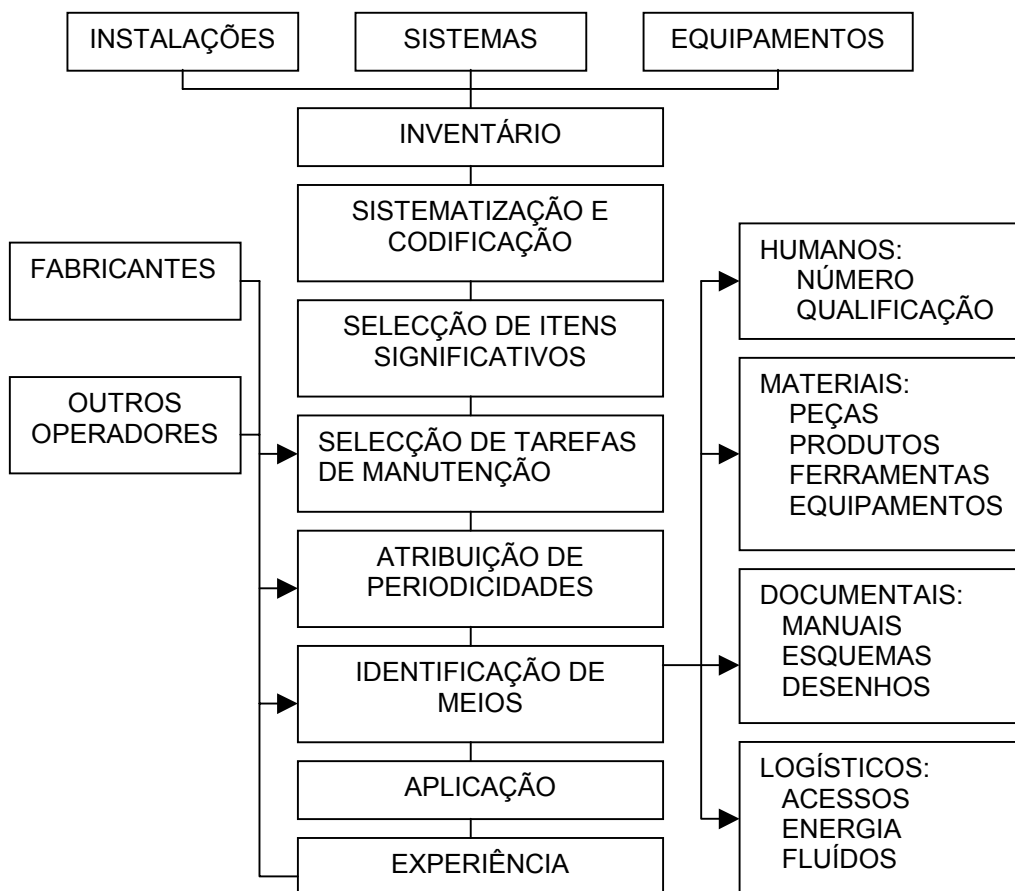 INSTALAÇÕES
SISTEMAS
EQUIPAMENTOS
INVENTÁRIO
SISTEMATIZAÇÃO E
CODIFICAÇÃO
FABRICANTES
SELECÇÃO DE ITENS
SIGNIFICATIVOS
OUTROS
OPERADORES
SELECÇÃO DE TAREFAS
DE MANUTENÇÃO
ATRIBUIÇÃO DE
PERIODICIDADES
IDENTIFICAÇÃO DE
MEIOS
APLICAÇÃO
EXPERIÊNCIA
HUMANOS:
NÚMERO
QUALIFICAÇÃO
MATERIAIS:
PEÇAS
PRODUTOS
FERRAMENTAS
EQUIPAMENTOS
DOCUMENTAIS:
MANUAIS
ESQUEMAS
DESENHOS
LOGÍSTICOS:
ACESSOS
ENERGIA
FLUÍDOS